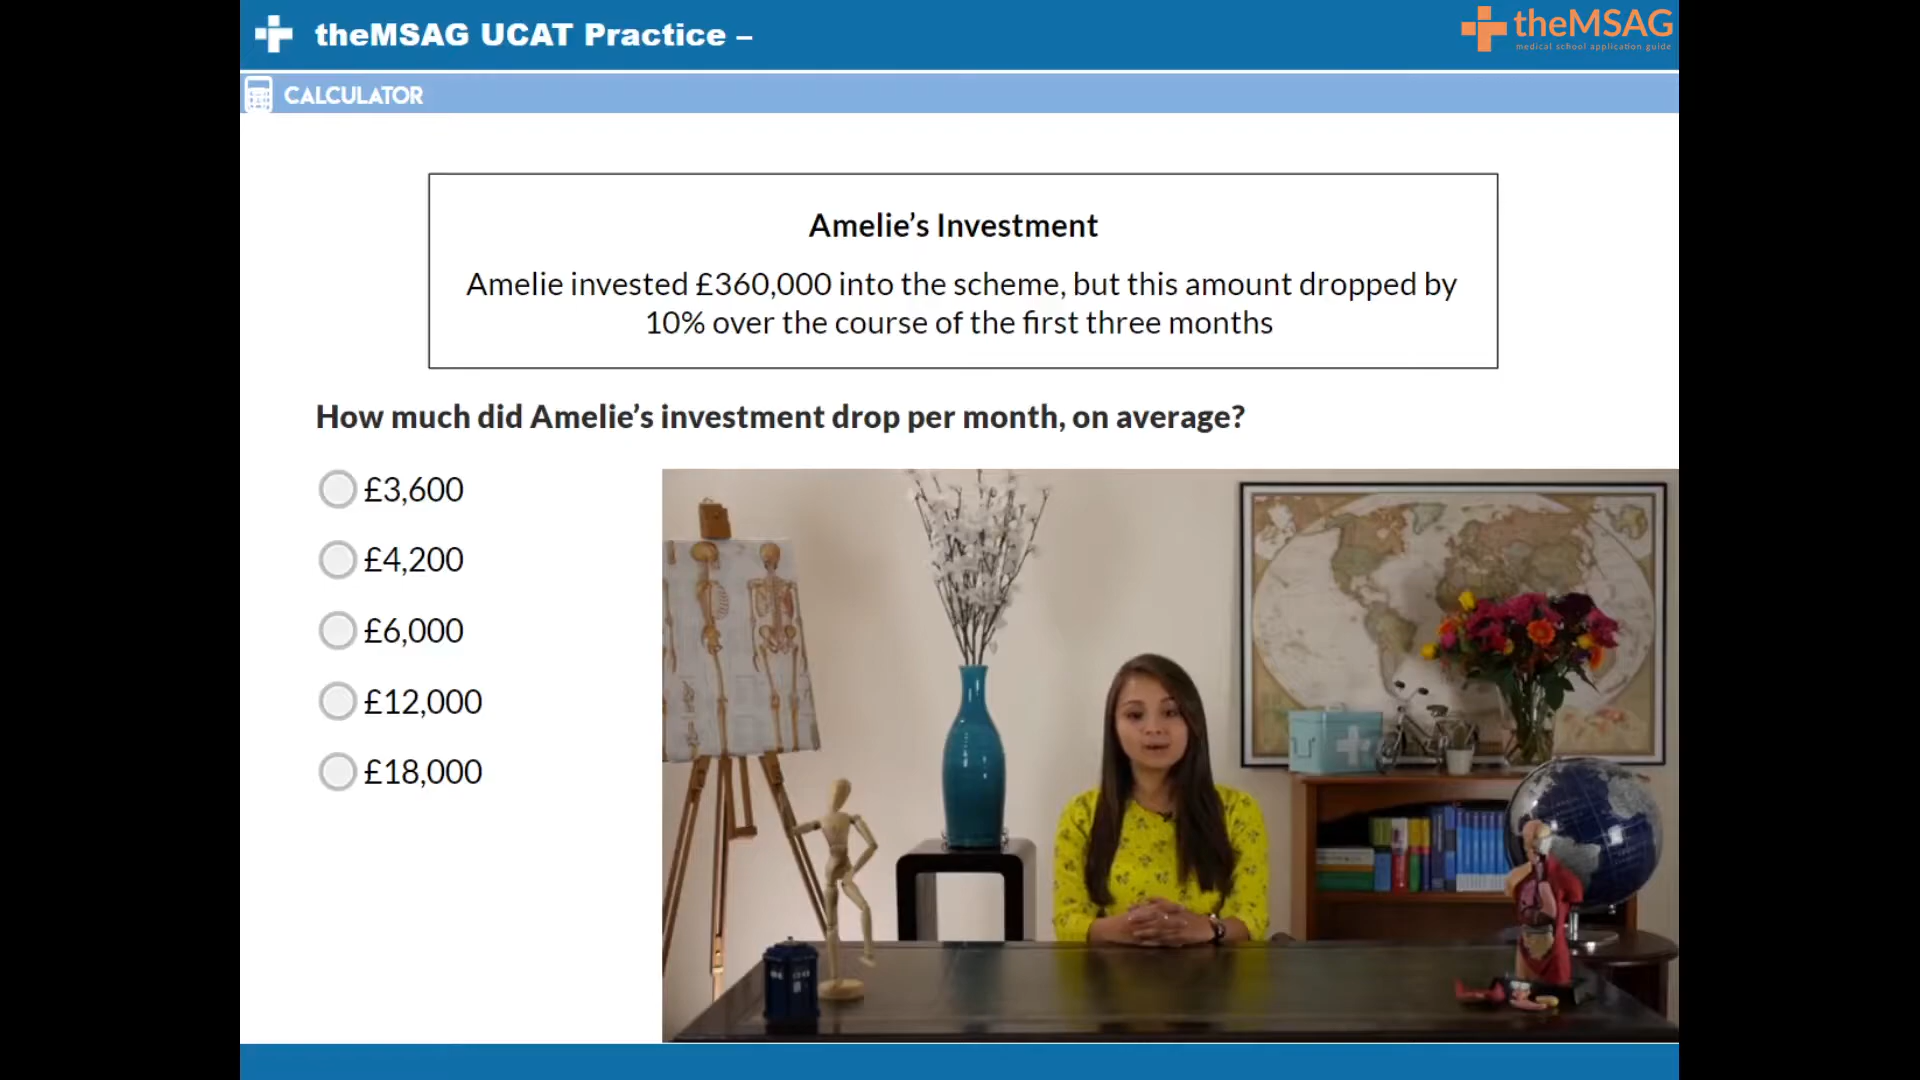 theMSAG UCAT Practice –
theMSAG
medical school application guide
CALCULATOR
Amelie’s Investment
Amelie invested £360,000 into the scheme, but this amount dropped by
10% over the course of the first three months
How much did Amelie’s investment drop per month, on average?
£3,600
£4,200
£6,000
£12,000
£18,000